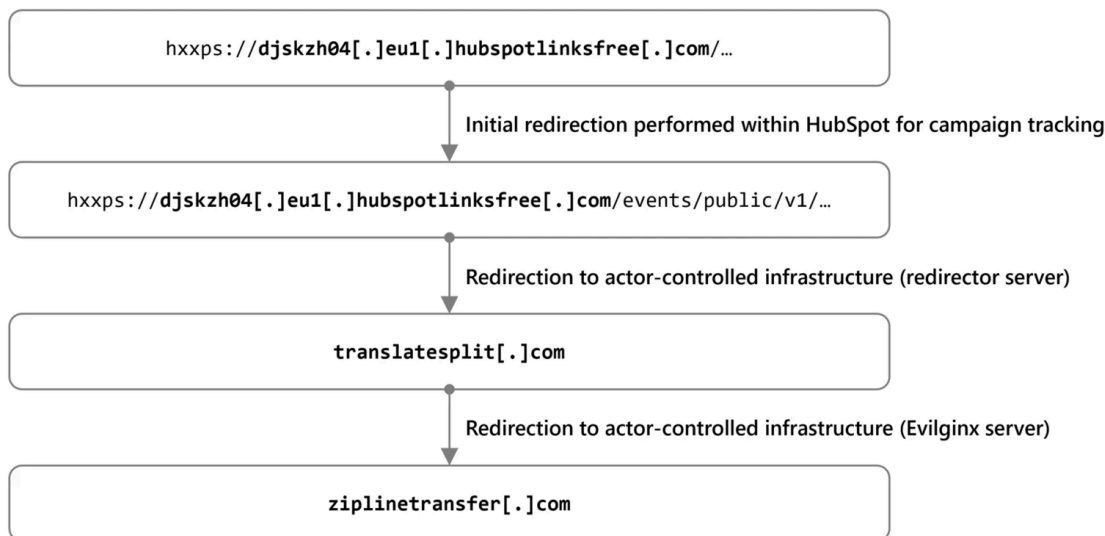 hxxps://djskzh04[.]eu1[.]hubspotlinksfree[.]com/…
Initial redirection performed within HubSpot for campaign tracking
hxxps://djskzh04[.]eu1[.]hubspotlinksfree[.]com/events/public/v1/…
Redirection to actor-controlled infrastructure (redirector server)
translatesplit[.]com
Redirection to actor-controlled infrastructure (Evilginx server)
ziplinetransfer[.]com